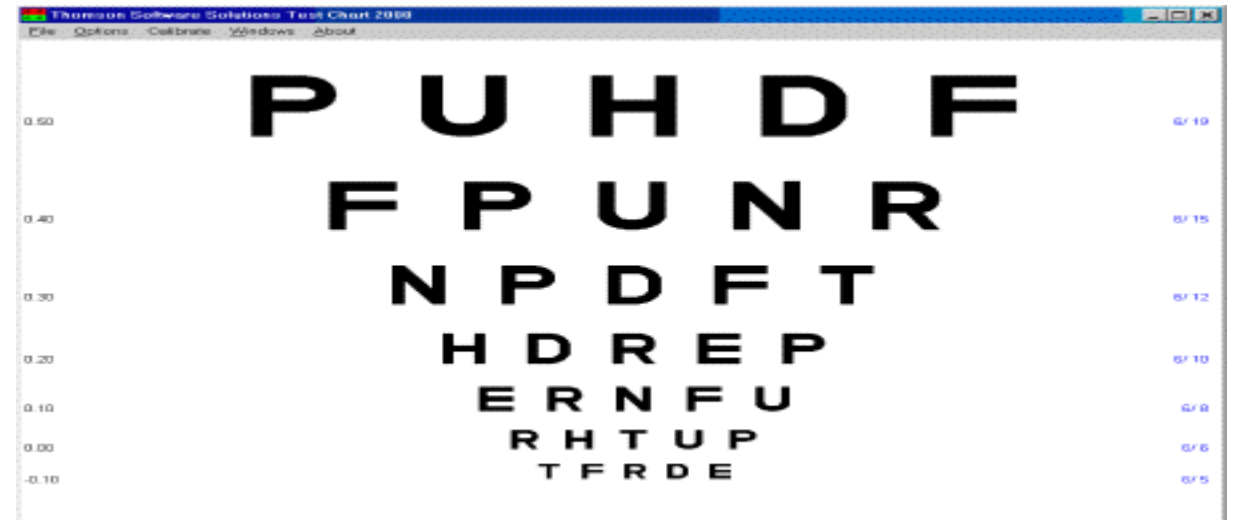 Thomson Software Solutions Test Chart 2000
File Options Calibrate Windows About
0.50 P U H D F 6/19
0.40 F P U N R 6/15
0.30 N P D F T 6/12
0.20 H D R E P 6/10
0.10 E R N F U 6/8
0.00 R H T U P 6/6
-0.10 T F R D E 6/5